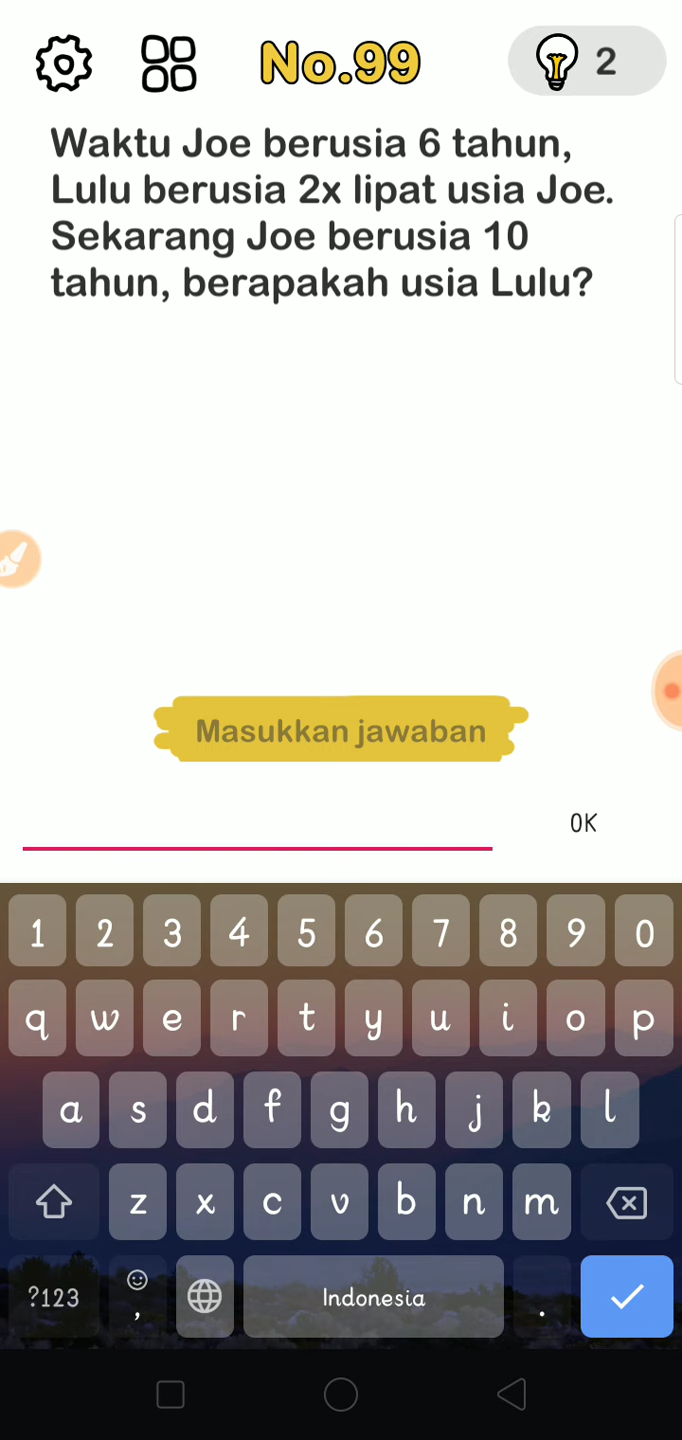 No.99
2
Waktu Joe berusia 6 tahun,
Lulu berusia 2x lipat usia Joe.
Sekarang Joe berusia 10
tahun, berapakah usia Lulu?
Masukkan jawaban
OK
1 2 3 4 5 6 7 8 9 0
q w e r t y u i o p
a s d f g h j k l
z x c v b n m
?123 , Indonesia .